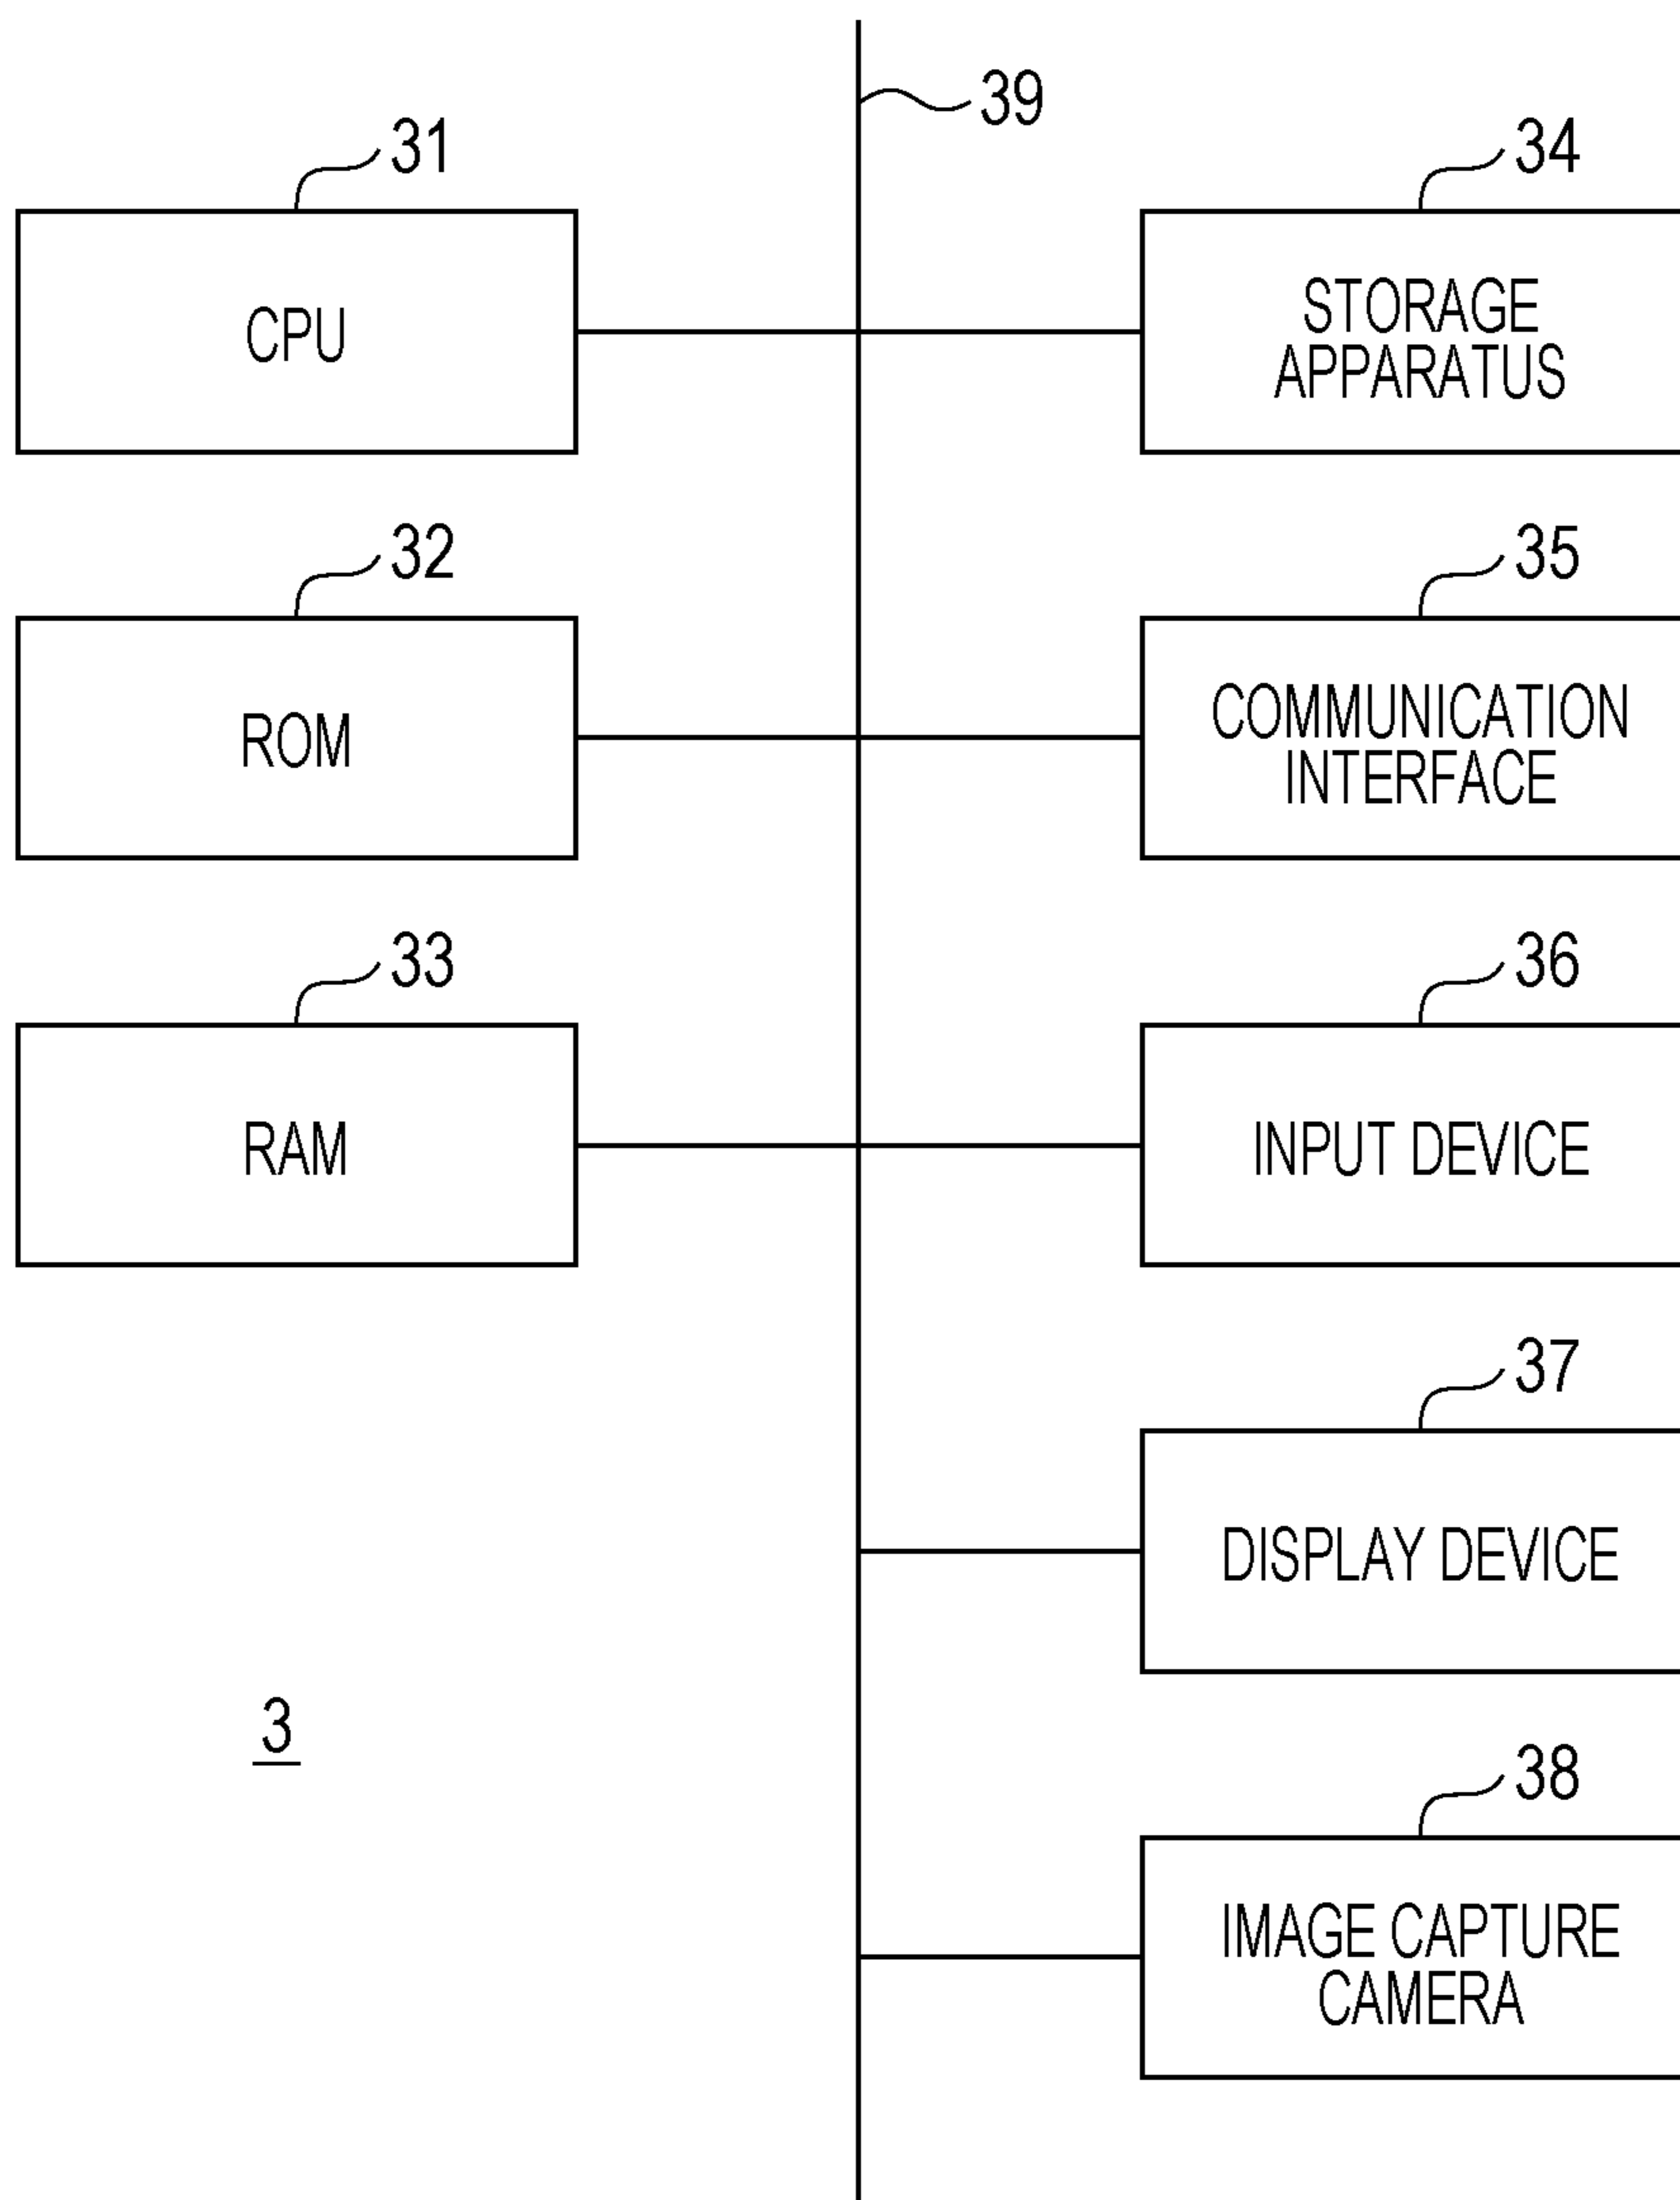 39
31
CPU
34
STORAGE
APPARATUS
32
ROM
35
COMMUNICATION
INTERFACE
33
RAM
36
INPUT DEVICE
37
DISPLAY DEVICE
3
38
IMAGE CAPTURE
CAMERA